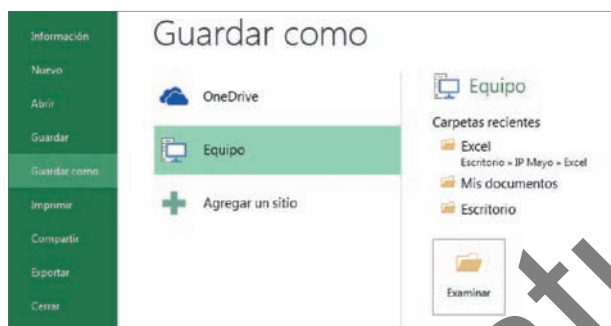 Guardar como
Información
Nuevo
Abrir
Guardar
Guardar como
Imprimir
Compartir
Exportar
Cerrar
OneDrive
Equipo
Agregar un sitio
Equipo
Carpetas recientes
Excel
Escritorio » IP Mayo » Excel
Mis documentos
Escritorio
Examinar